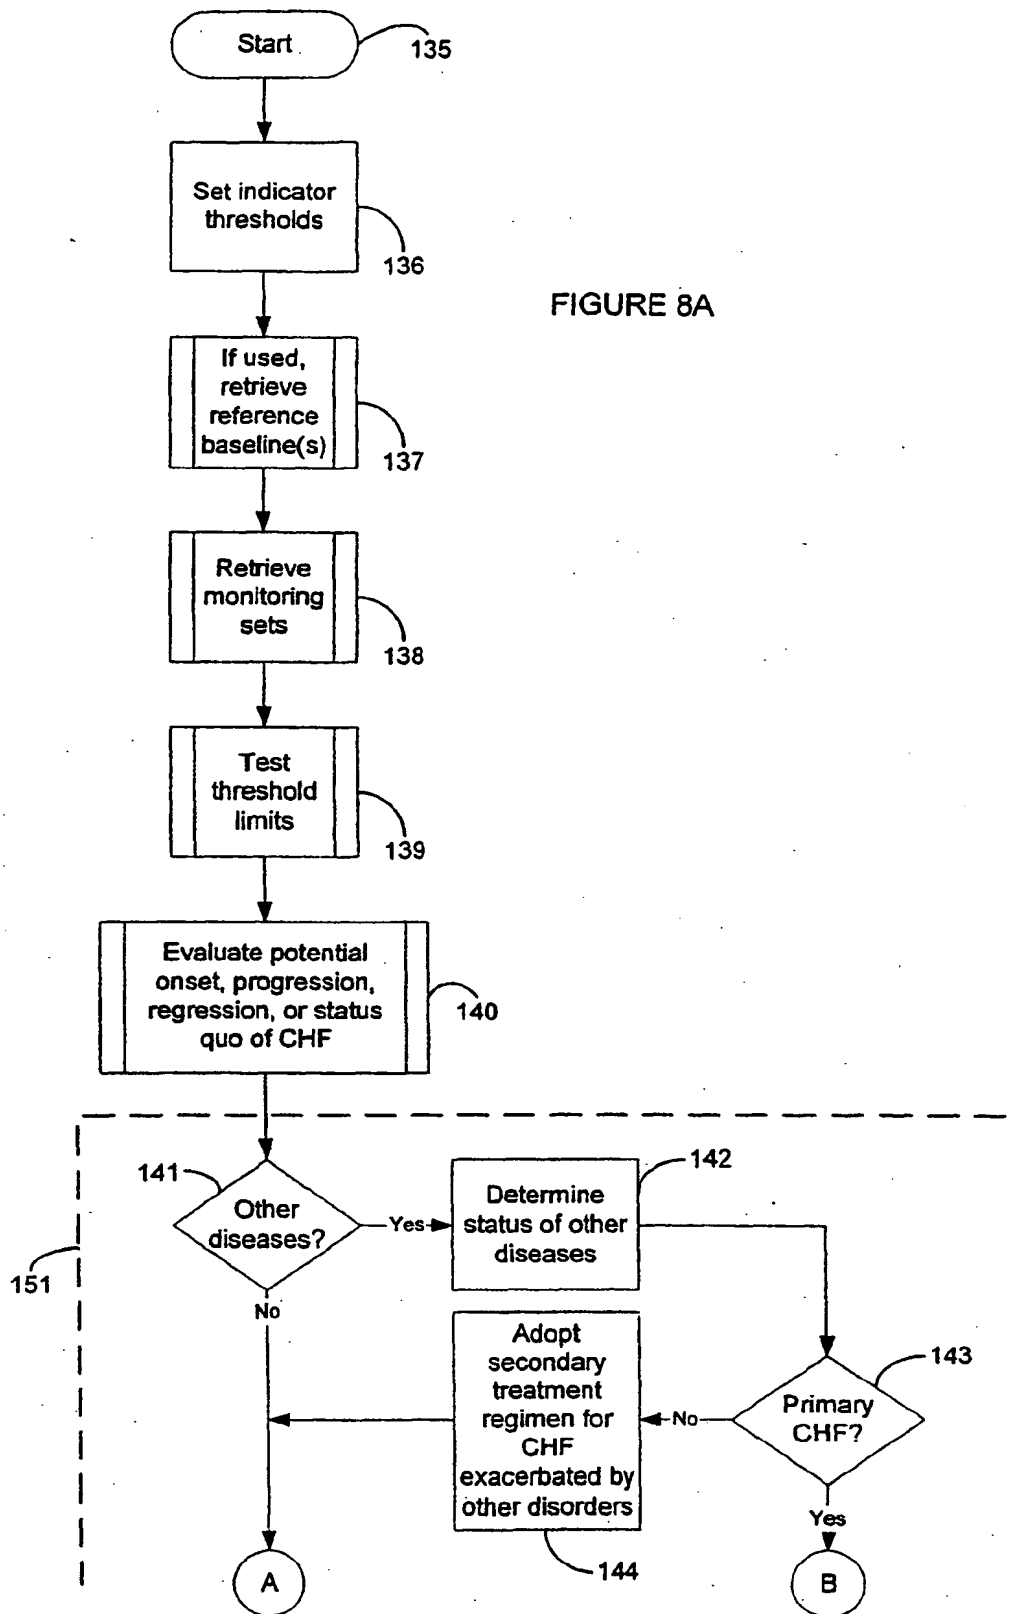 Start
135
Set indicator
thresholds
136
FIGURE 8A
If used,
retrieve
reference
baseline(s)
137
Retrieve
monitoring
sets
138
Test
threshold
limits
139
Evaluate potential
onset, progression,
regression, or status
quo of CHF
140
141
Other
diseases?
Yes
Determine
status of other
diseases
142
151
No
Adopt
secondary
treatment
regimen for
CHF
exacerbated by
other disorders
144
No
Primary
CHF?
143
Yes
A
B